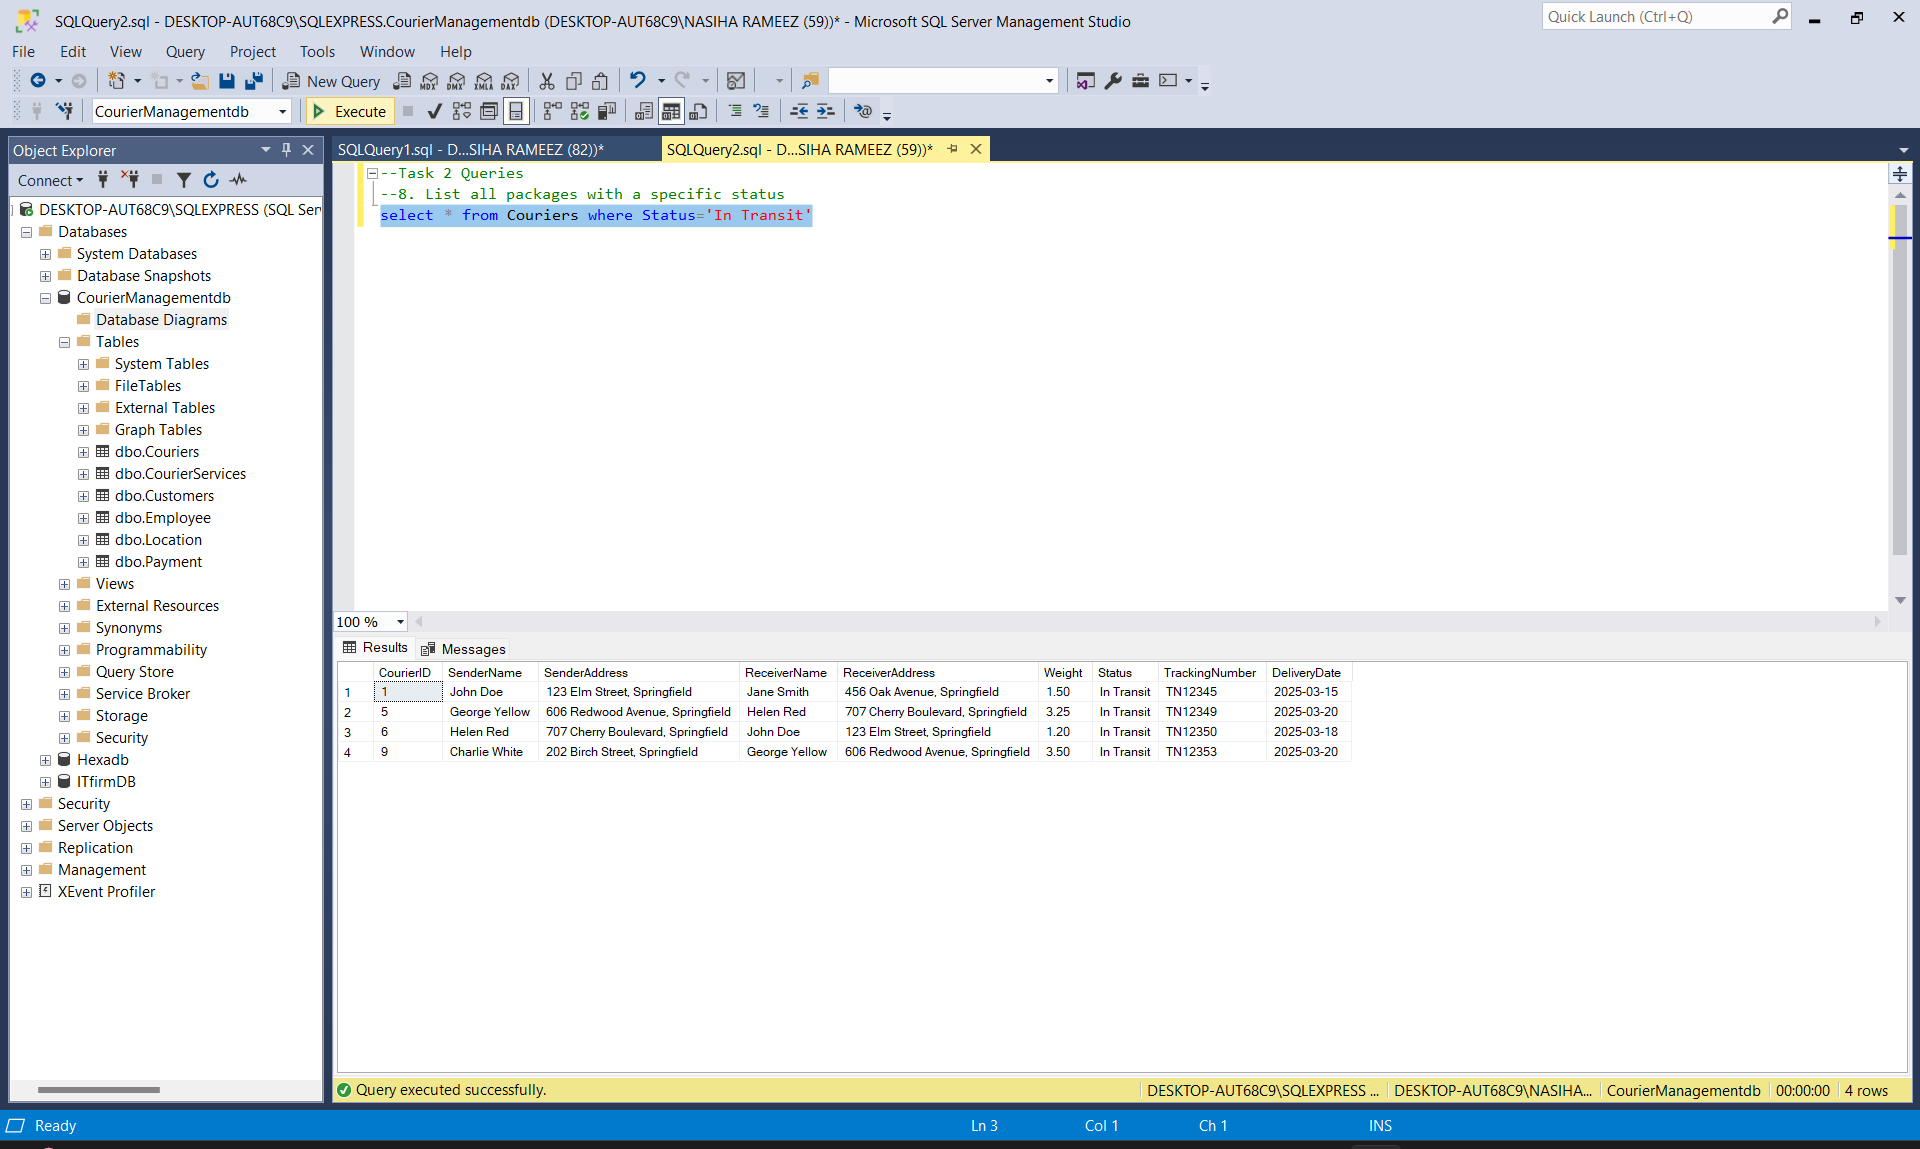 SQLQuery2.sql - DESKTOP-AUT68C9\SQLEXPRESS.CourierManagementdb (DESKTOP-AUT68C9\NASIHA RAMEEZ (59))* - Microsoft SQL Server Management Studio
Quick Launch (Ctrl+Q)
File Edit View Query Project Tools Window Help
New Query MDX DMX XMLA DAX
CourierManagementdb Execute
Object Explorer
SQLQuery1.sql - D...SIHA RAMEEZ (82))* SQLQuery2.sql - D...SIHA RAMEEZ (59))*
Connect
DESKTOP-AUT68C9\SQLEXPRESS (SQL Ser
Databases
System Databases
Database Snapshots
CourierManagementdb
Database Diagrams
Tables
System Tables
FileTables
External Tables
Graph Tables
dbo.Couriers
dbo.CourierServices
dbo.Customers
dbo.Employee
dbo.Location
dbo.Payment
Views
External Resources
Synonyms
Programmability
Query Store
Service Broker
Storage
Security
Hexadb
ITfirmDB
Security
Server Objects
Replication
Management
XEvent Profiler
--Task 2 Queries
--8. List all packages with a specific status
select * from Couriers where Status='In Transit'
100 %
Results Messages
CourierID SenderName SenderAddress ReceiverName ReceiverAddress Weight Status TrackingNumber DeliveryDate
1 1 John Doe 123 Elm Street, Springfield Jane Smith 456 Oak Avenue, Springfield 1.50 In Transit TN12345 2025-03-15
2 5 George Yellow 606 Redwood Avenue, Springfield Helen Red 707 Cherry Boulevard, Springfield 3.25 In Transit TN12349 2025-03-20
3 6 Helen Red 707 Cherry Boulevard, Springfield John Doe 123 Elm Street, Springfield 1.20 In Transit TN12350 2025-03-18
4 9 Charlie White 202 Birch Street, Springfield George Yellow 606 Redwood Avenue, Springfield 3.50 In Transit TN12353 2025-03-20
Query executed successfully. DESKTOP-AUT68C9\SQLEXPRESS ... DESKTOP-AUT68C9\NASIHA... CourierManagementdb 00:00:00 4 rows
Ready Ln 3 Col 1 Ch 1 INS